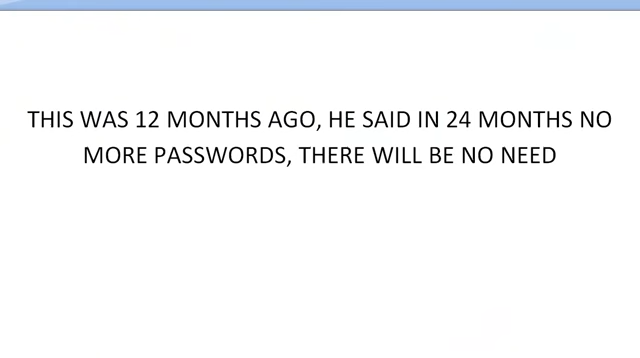 THIS WAS 12 MONTHS AGO, HE SAID IN 24 MONTHS NO
MORE PASSWORDS, THERE WILL BE NO NEED